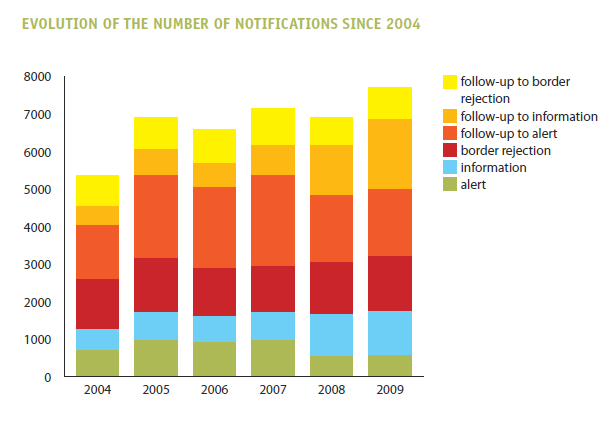 EVOLUTION OF THE NUMBER OF NOTIFICATIONS SINCE 2004
8000
7000
6000
5000
4000
3000
2000
1000
0
2004 2005 2006 2007 2008 2009
follow-up to border
rejection
follow-up to information
follow-up to alert
border rejection
information
alert